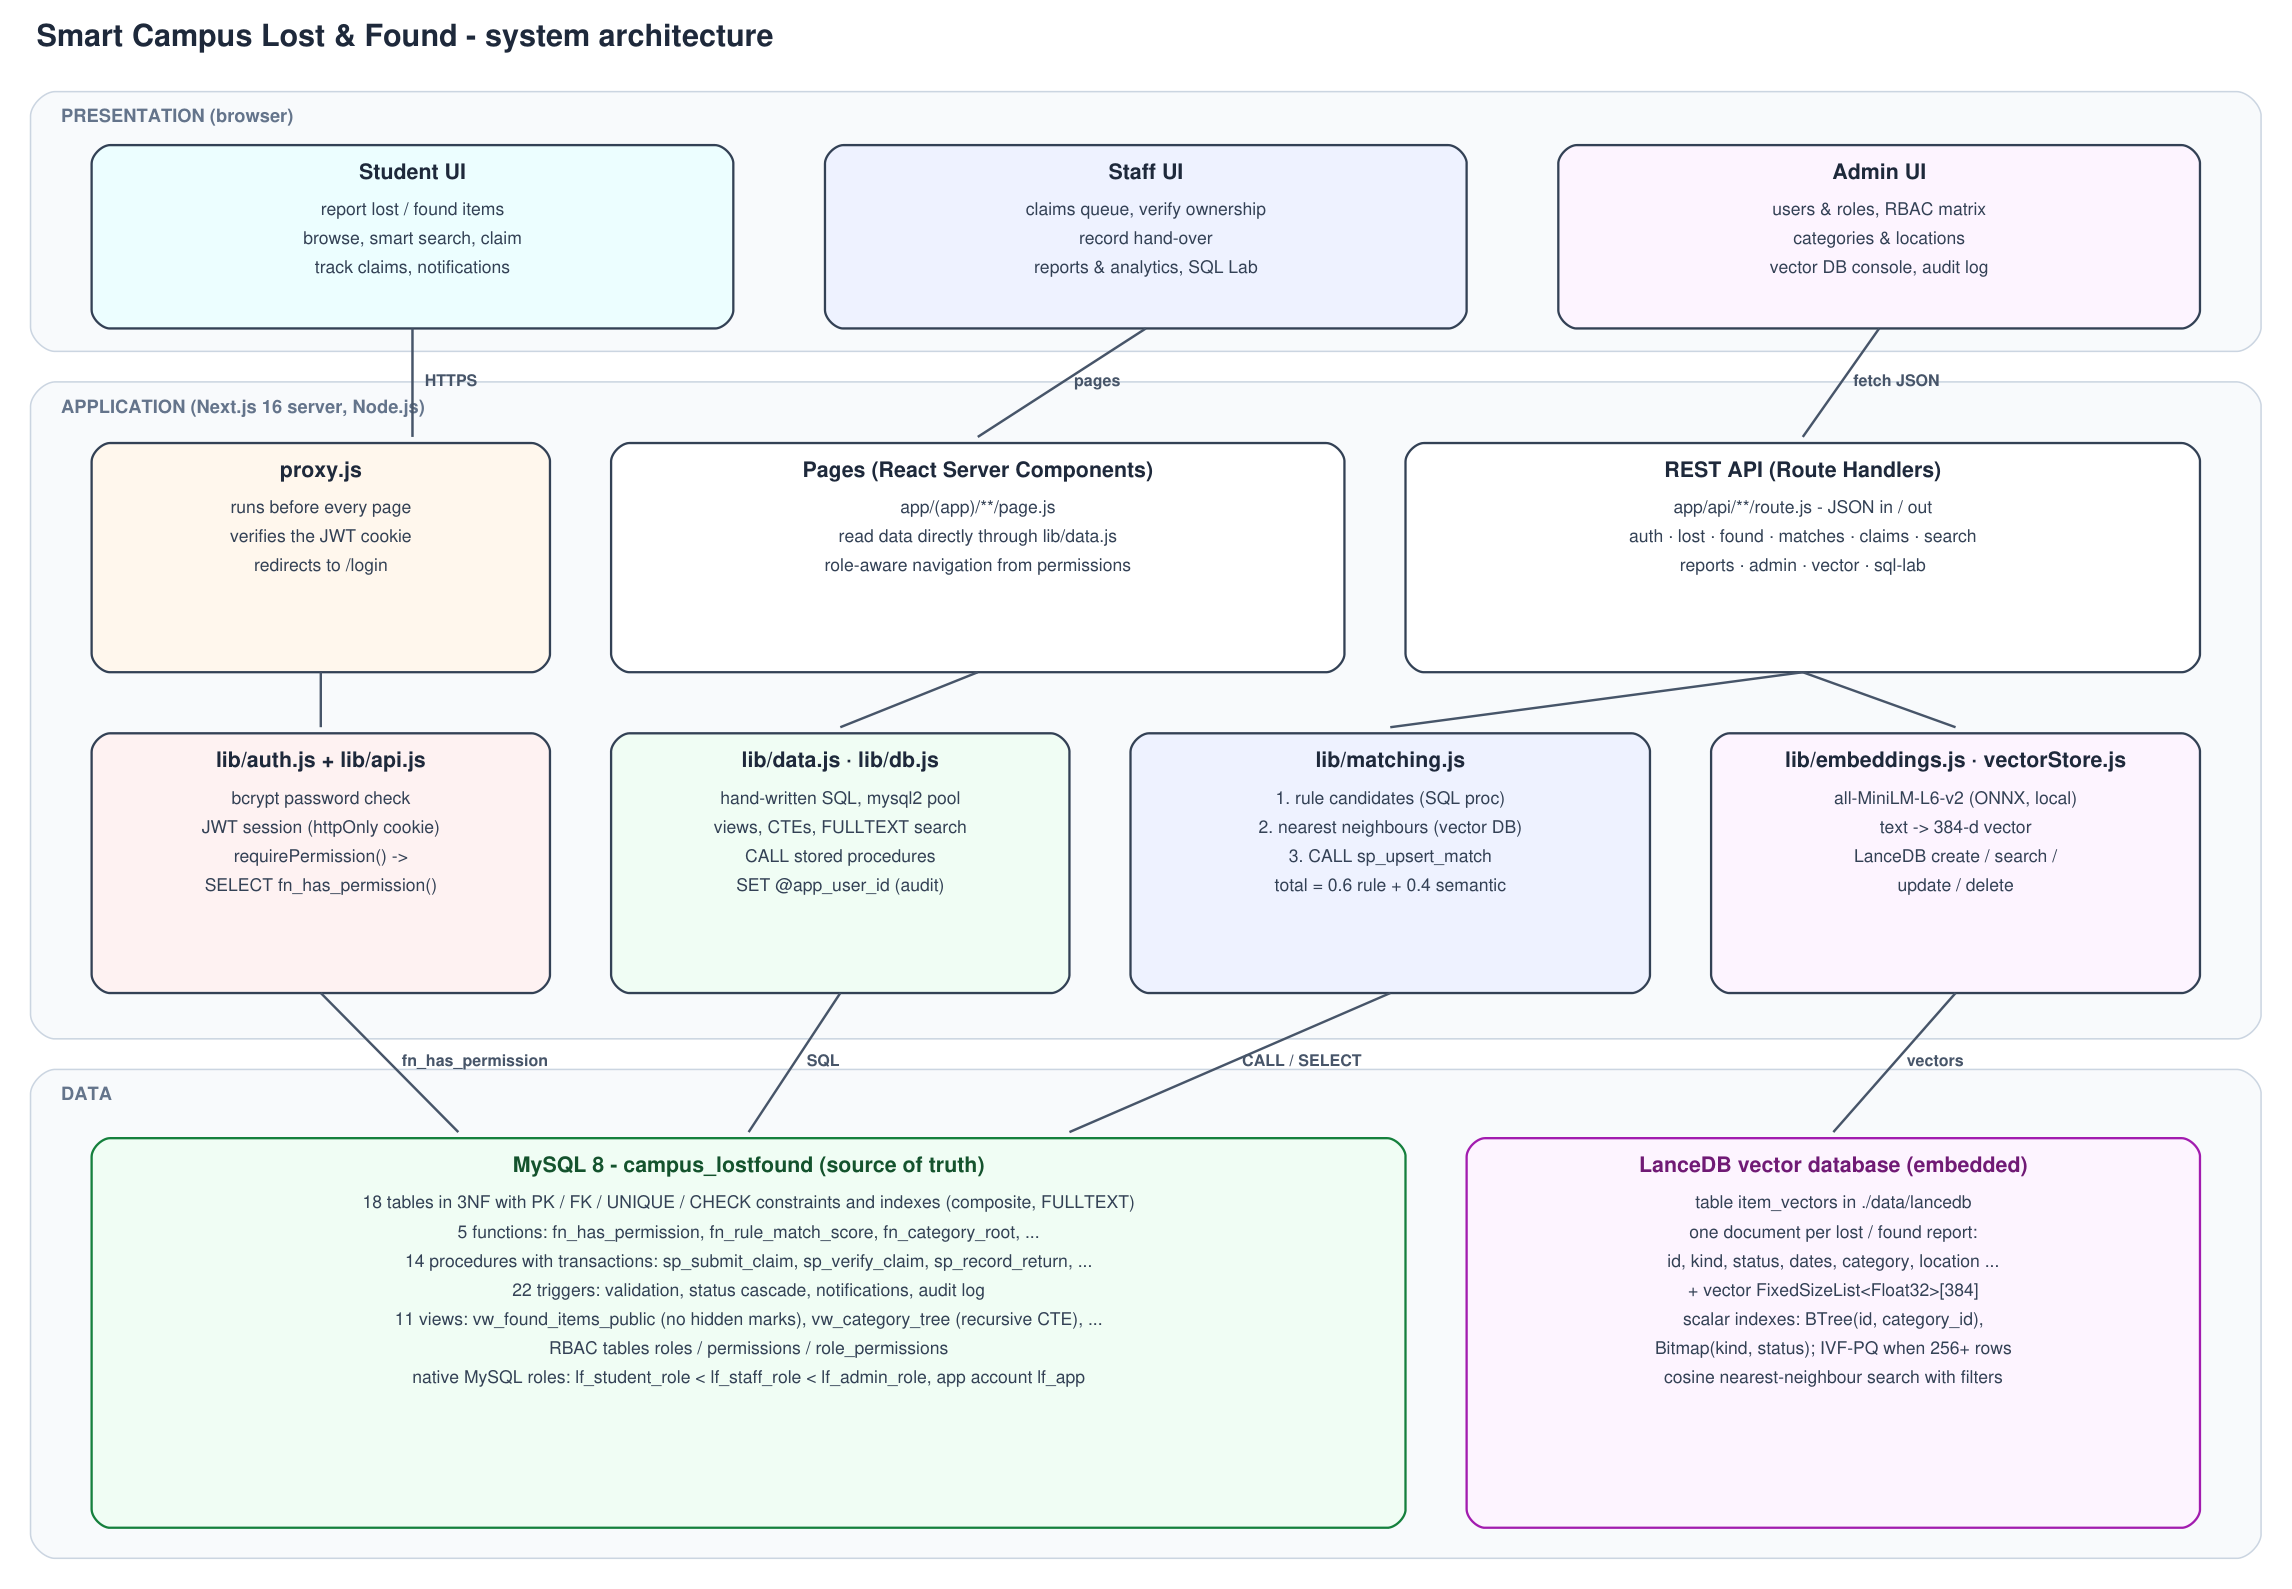 Smart Campus Lost & Found - system architecture
PRESENTATION (browser)
Student UI
report lost / found items
browse, smart search, claim
track claims, notifications
Staff UI
claims queue, verify ownership
record hand-over
reports & analytics, SQL Lab
Admin UI
users & roles, RBAC matrix
categories & locations
vector DB console, audit log
HTTPS
pages
fetch JSON
APPLICATION (Next.js 16 server, Node.js)
proxy.js
runs before every page
verifies the JWT cookie
redirects to /login
Pages (React Server Components)
app/(app)/**/page.js
read data directly through lib/data.js
role-aware navigation from permissions
REST API (Route Handlers)
app/api/**/route.js - JSON in / out
auth · lost · found · matches · claims · search
reports · admin · vector · sql-lab
lib/auth.js + lib/api.js
bcrypt password check
JWT session (httpOnly cookie)
requirePermission() ->
SELECT fn_has_permission()
lib/data.js · lib/db.js
hand-written SQL, mysql2 pool
views, CTEs, FULLTEXT search
CALL stored procedures
SET @app_user_id (audit)
lib/matching.js
1. rule candidates (SQL proc)
2. nearest neighbours (vector DB)
3. CALL sp_upsert_match
total = 0.6 rule + 0.4 semantic
lib/embeddings.js · vectorStore.js
all-MiniLM-L6-v2 (ONNX, local)
text -> 384-d vector
LanceDB create / search /
update / delete
fn_has_permission
SQL
CALL / SELECT
vectors
DATA
MySQL 8 - campus_lostfound (source of truth)
18 tables in 3NF with PK / FK / UNIQUE / CHECK constraints and indexes (composite, FULLTEXT)
5 functions: fn_has_permission, fn_rule_match_score, fn_category_root, ...
14 procedures with transactions: sp_submit_claim, sp_verify_claim, sp_record_return, ...
22 triggers: validation, status cascade, notifications, audit log
11 views: vw_found_items_public (no hidden marks), vw_category_tree (recursive CTE), ...
RBAC tables roles / permissions / role_permissions
native MySQL roles: lf_student_role < lf_staff_role < lf_admin_role, app account lf_app
LanceDB vector database (embedded)
table item_vectors in ./data/lancedb
one document per lost / found report:
id, kind, status, dates, category, location ...
+ vector FixedSizeList<Float32>[384]
scalar indexes: BTree(id, category_id),
Bitmap(kind, status); IVF-PQ when 256+ rows
cosine nearest-neighbour search with filters